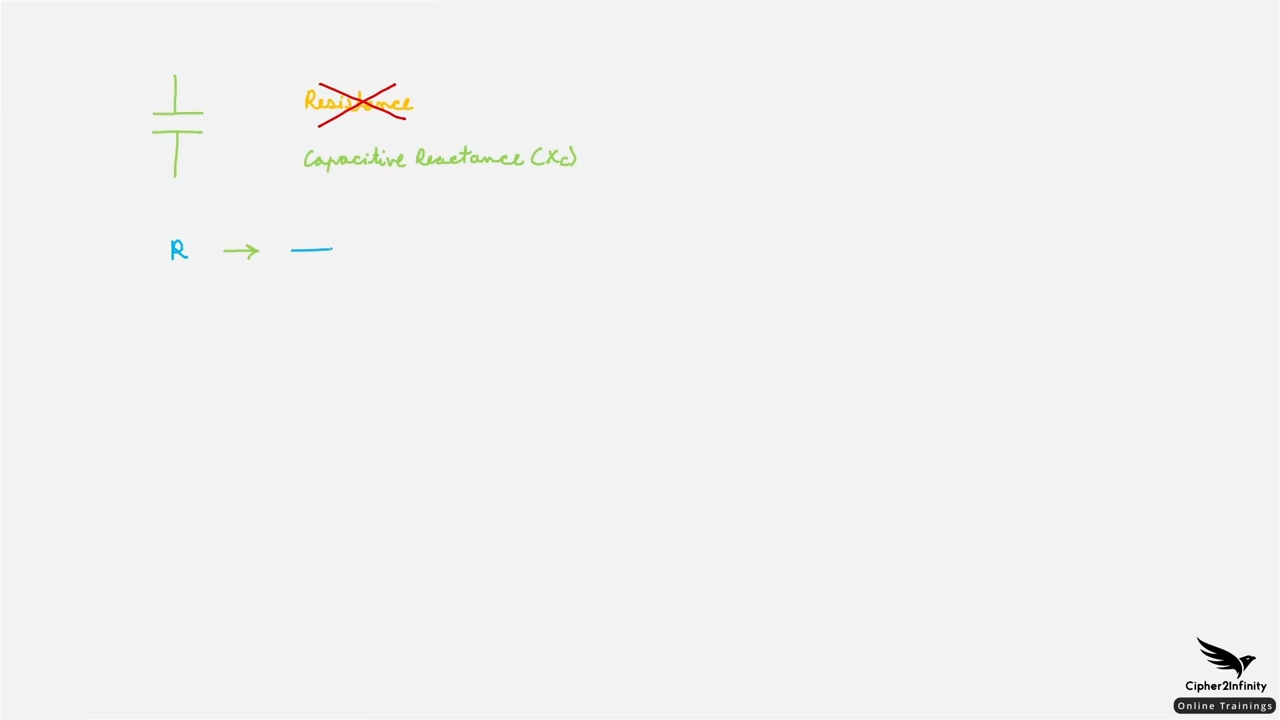 Resistance
Capacitive Reactance (Xc)
R → —
Cipher2Infinity
Online Trainings